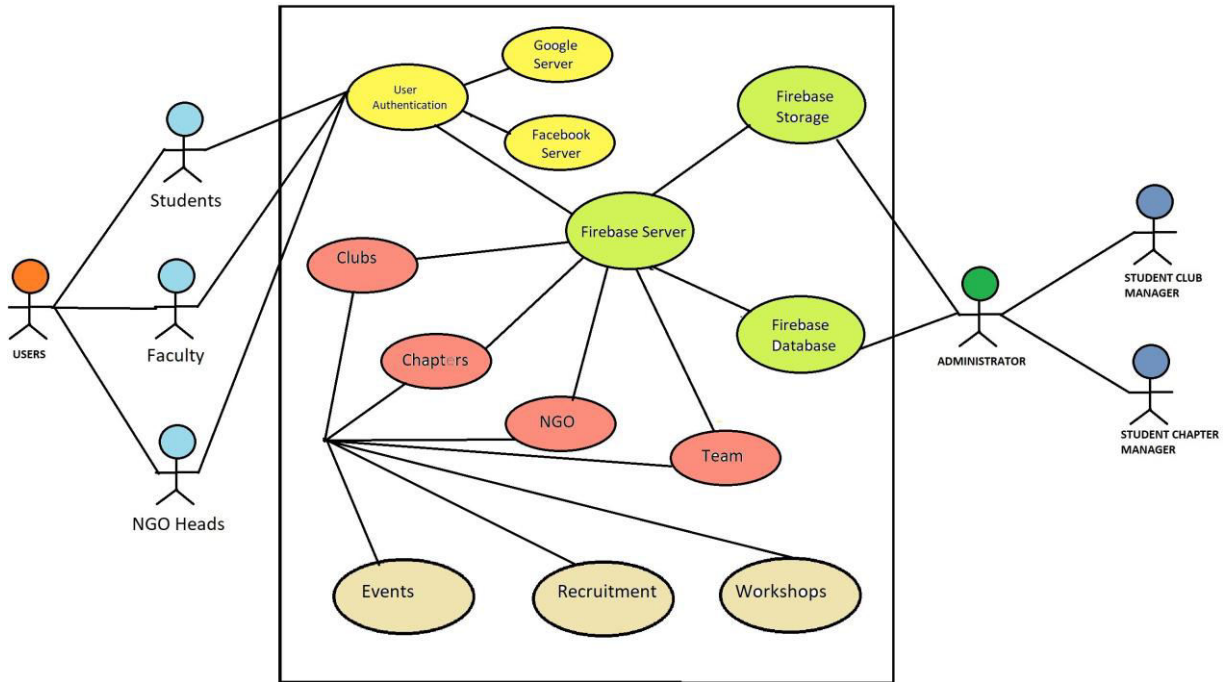 Google
Server
User
Authentication
Facebook
Server
Firebase
Storage
Students
Firebase Server
Clubs
STUDENT CLUB
MANAGER
USERS
Faculty
Firebase
Database
ADMINISTRATOR
Chapters
NGO
Team
STUDENT CHAPTER
MANAGER
NGO Heads
Events
Recruitment
Workshops